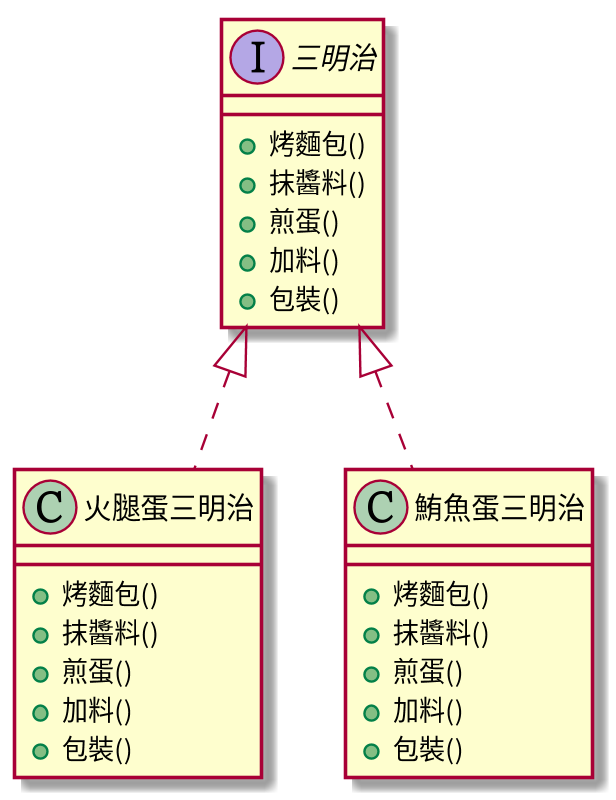 I 三明治
烤麵包()
抹醬料()
煎蛋()
加料()
包裝()
C 火腿蛋三明治
烤麵包()
抹醬料()
煎蛋()
加料()
包裝()
C 鮪魚蛋三明治
烤麵包()
抹醬料()
煎蛋()
加料()
包裝()